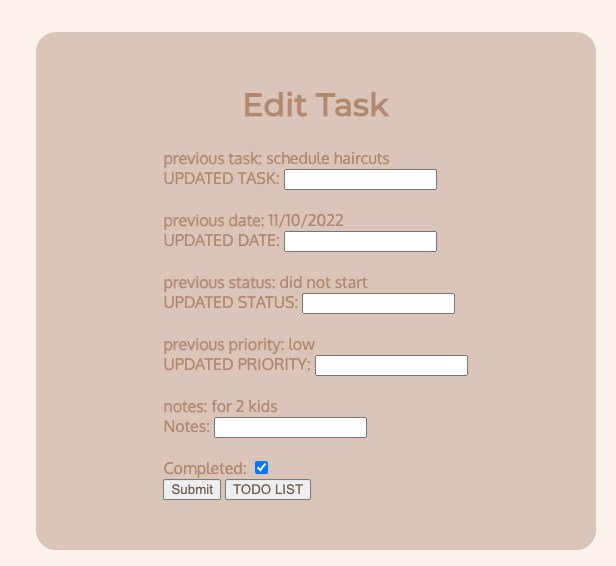 Edit Task
previous task: schedule haircuts
UPDATED TASK:
previous date: 11/10/2022
UPDATED DATE:
previous status: did not start
UPDATED STATUS:
previous priority: low
UPDATED PRIORITY:
notes: for 2 kids
Notes:
Completed:
Submit TODO LIST